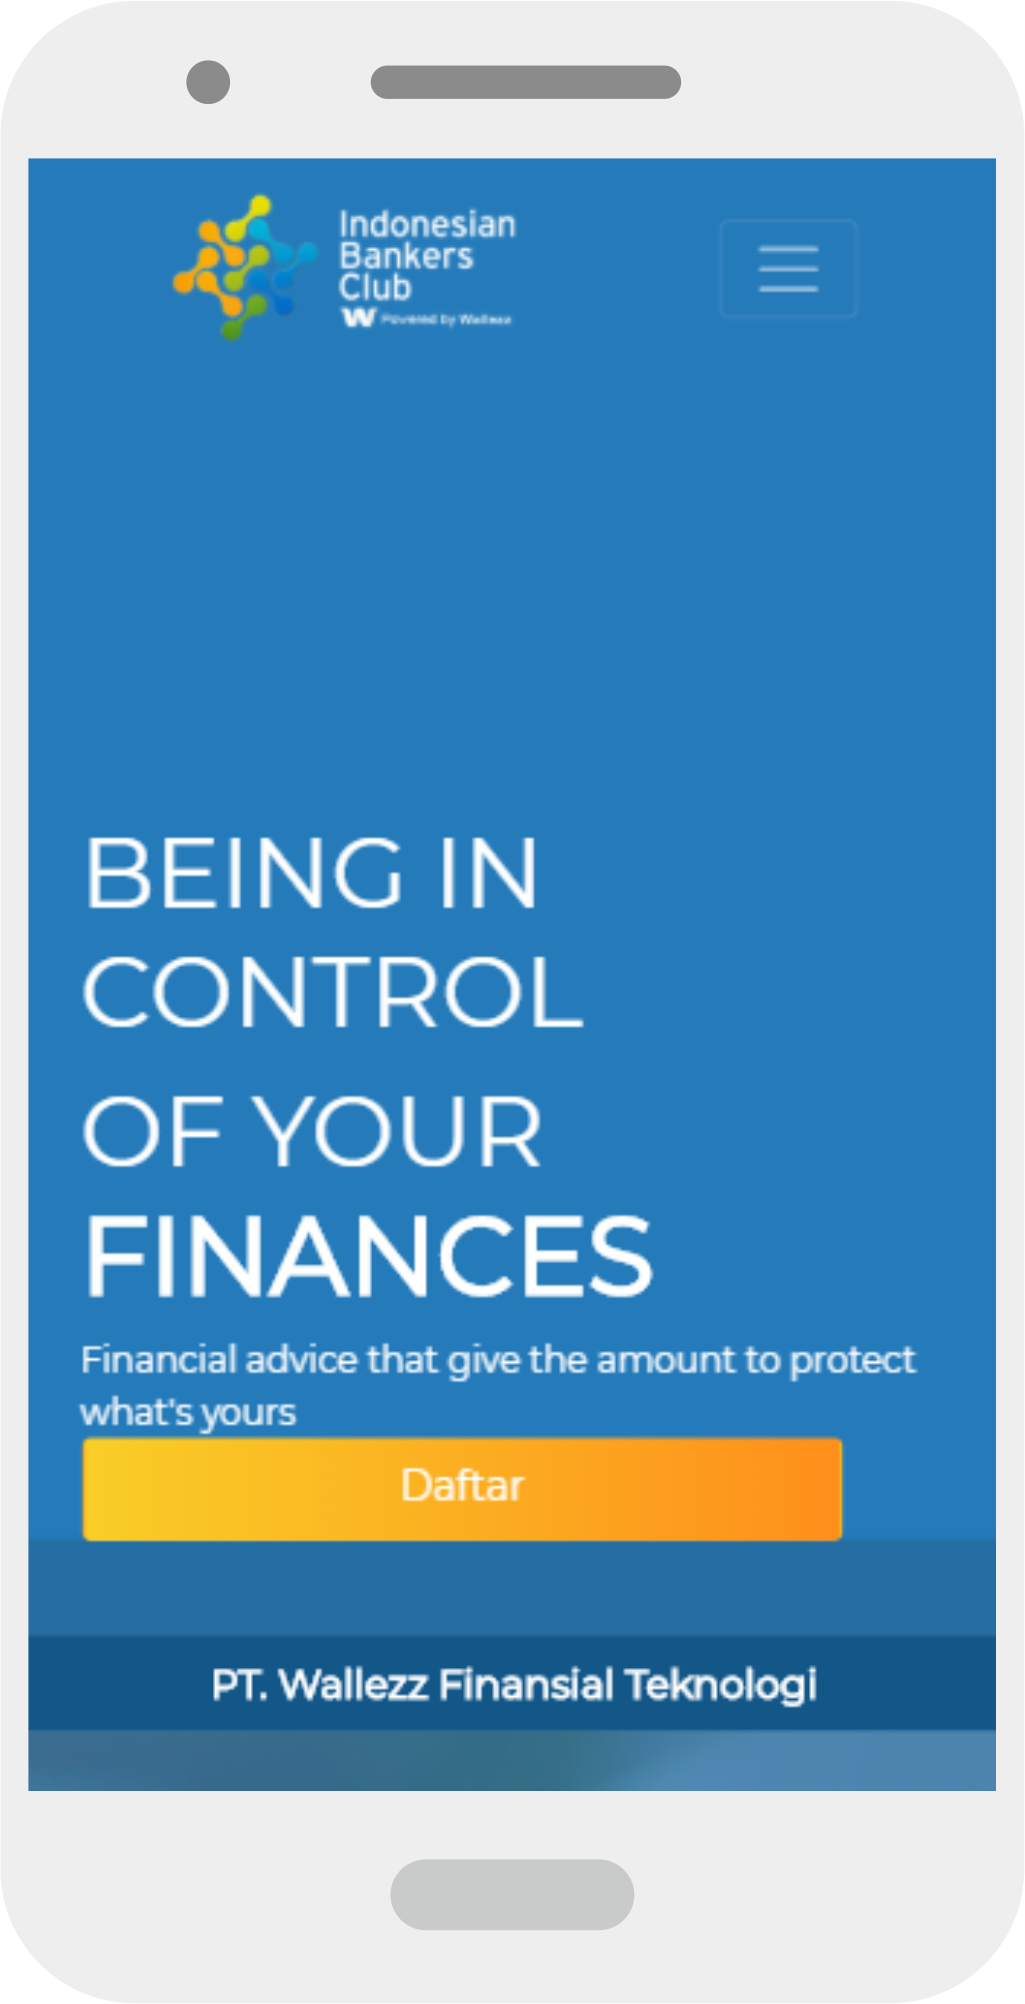 Indonesian
Bankers
Club
W Powered by Wallezz
BEING IN
CONTROL
OF YOUR
FINANCES
Financial advice that give the amount to protect
what's yours
Daftar
PT. Wallezz Finansial Teknologi